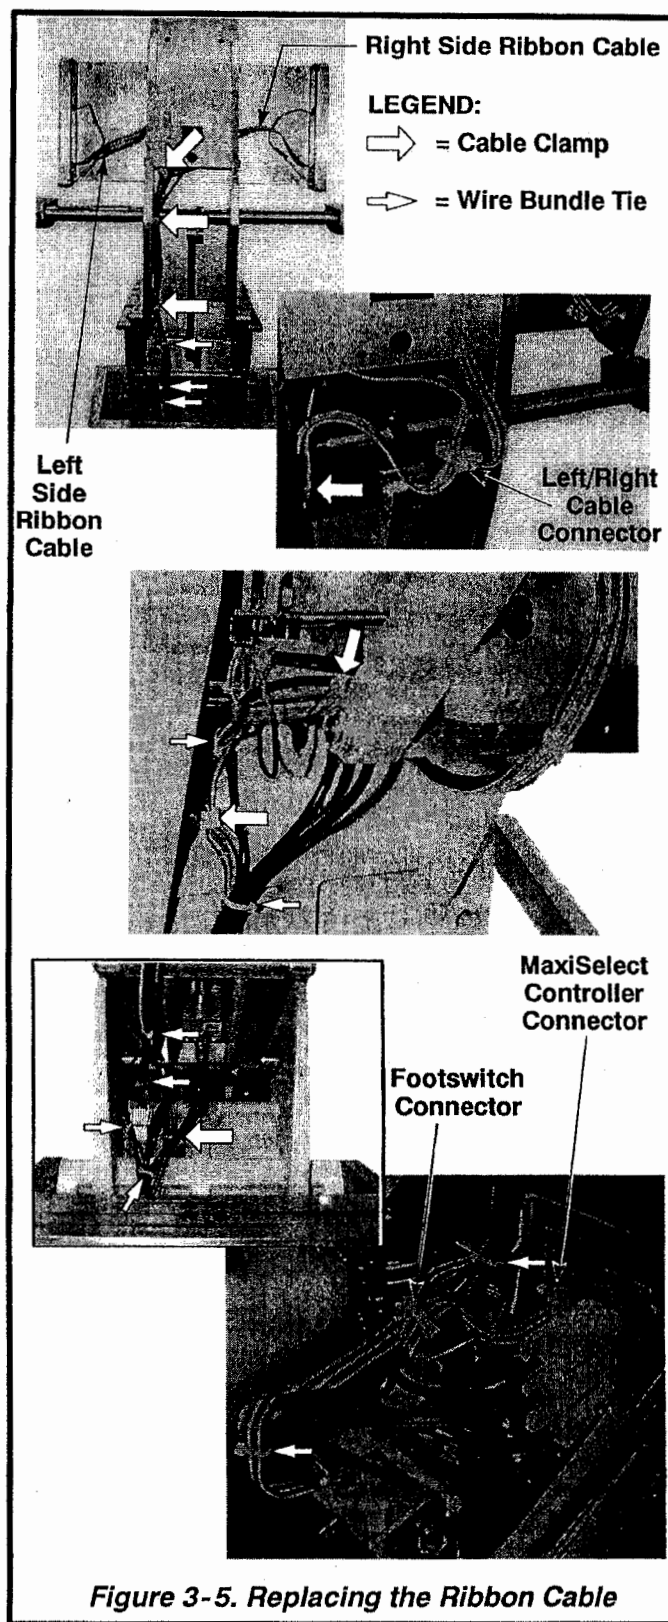 Right Side Ribbon Cable
LEGEND:
= Cable Clamp
= Wire Bundle Tie
Left
Side
Ribbon
Cable
Left/Right
Cable
Connector
MaxiSelect
Controller
Connector
Footswitch
Connector
Figure 3-5. Replacing the Ribbon Cable